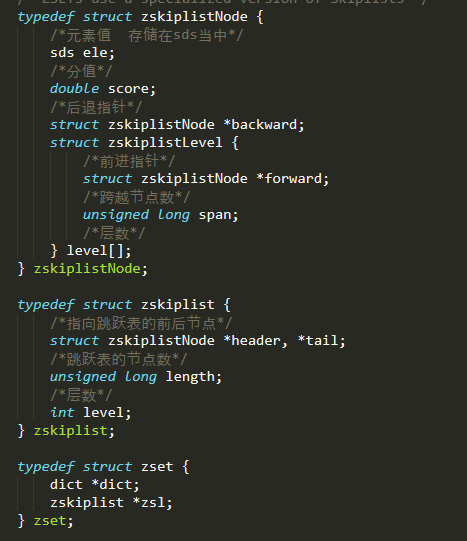 /* ZSETs use a specialized version of Skiplists */
typedef struct zskiplistNode {
/*元素值 存储在sds当中*/
sds ele;
/*分值*/
double score;
/*后退指针*/
struct zskiplistNode *backward;
struct zskiplistLevel {
/*前进指针*/
struct zskiplistNode *forward;
/*跨越节点数*/
unsigned long span;
/*层数*/
} level[];
} zskiplistNode;
typedef struct zskiplist {
/*指向跳跃表的前后节点*/
struct zskiplistNode *header, *tail;
/*跳跃表的节点数*/
unsigned long length;
/*层数*/
int level;
} zskiplist;
typedef struct zset {
dict *dict;
zskiplist *zsl;
} zset;